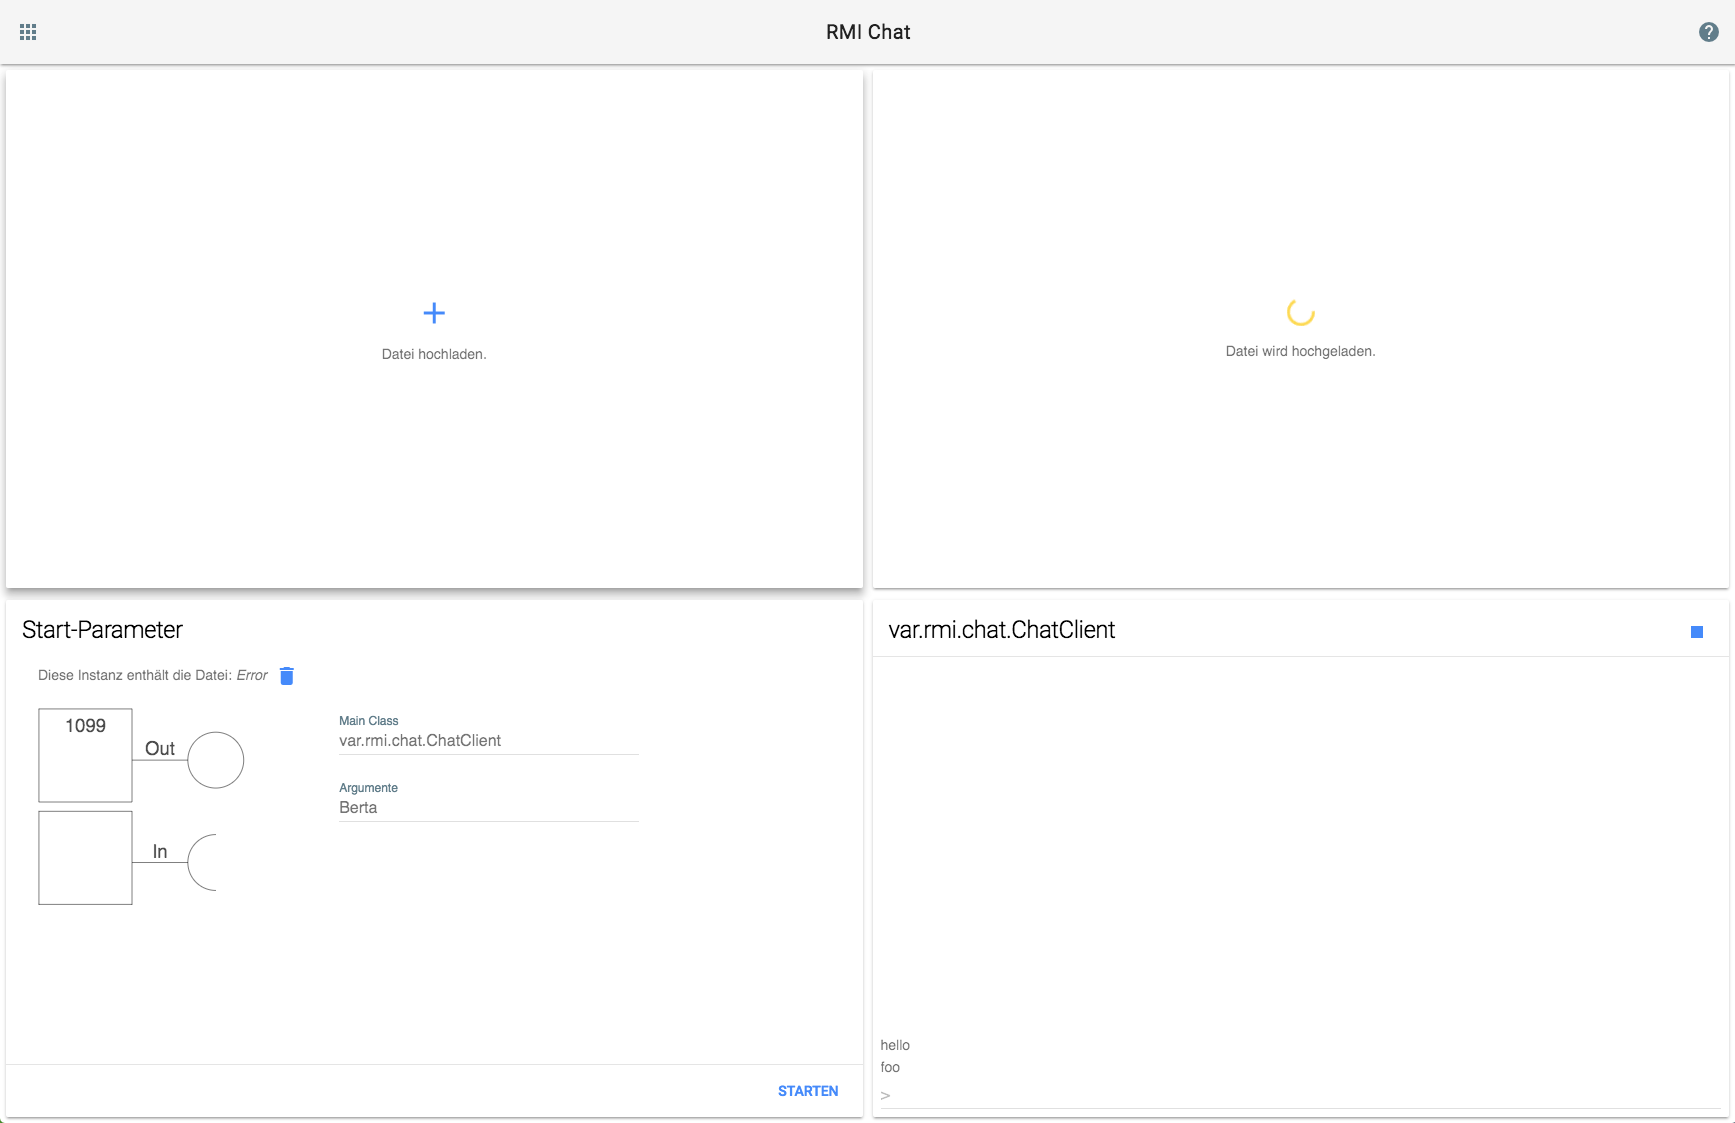 RMI Chat
Datei hochladen.
Datei wird hochgeladen.
Start-Parameter
Diese Instanz enthält die Datei: Error
1099
Out
In
Main Class
var.rmi.chat.ChatClient
Argumente
Berta
STARTEN
var.rmi.chat.ChatClient
hello
foo
>